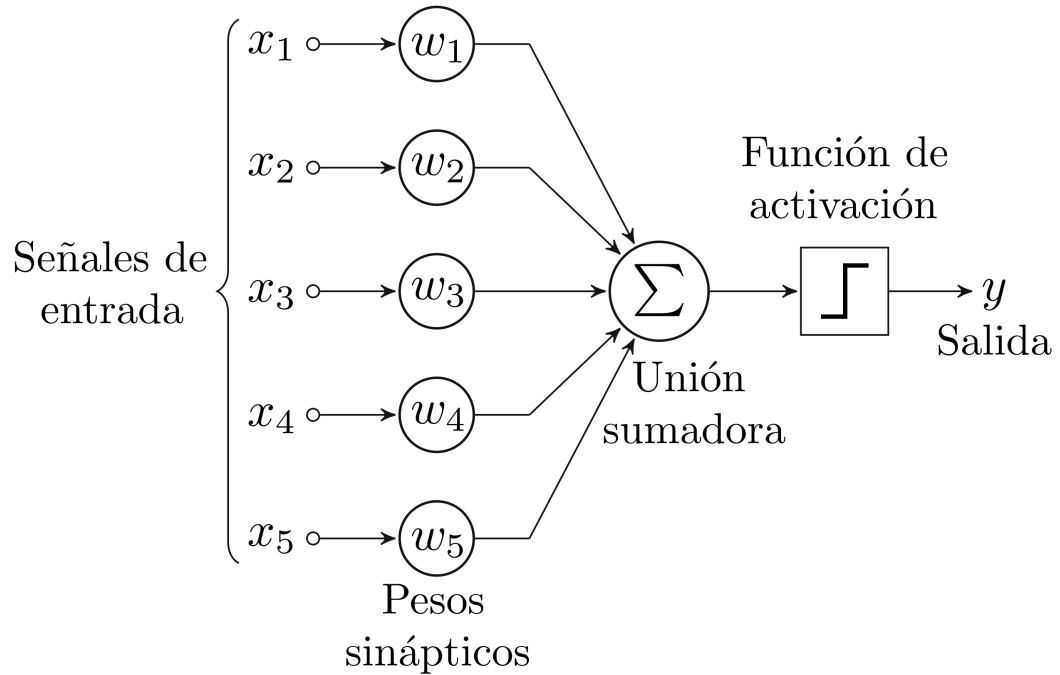 x₁
w₁
x₂
w₂
Función de
activación
Señales de
entrada
x₃
w₃
∑
y
Salida
Unión
sumadora
x₄
w₄
x₅
w₅
Pesos
sinápticos